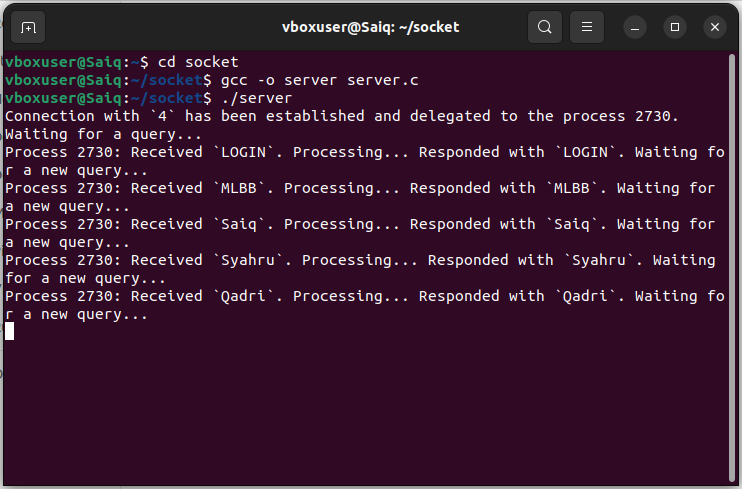 vboxuser@Saiq: ~/socket
vboxuser@Saiq:~$ cd socket
vboxuser@Saiq:~/socket$ gcc -o server server.c
vboxuser@Saiq:~/socket$ ./server
Connection with `4` has been established and delegated to the process 2730.
Waiting for a query...
Process 2730: Received `LOGIN`. Processing... Responded with `LOGIN`. Waiting fo
r a new query...
Process 2730: Received `MLBB`. Processing... Responded with `MLBB`. Waiting for
a new query...
Process 2730: Received `Saiq`. Processing... Responded with `Saiq`. Waiting for
a new query...
Process 2730: Received `Syahru`. Processing... Responded with `Syahru`. Waiting
for a new query...
Process 2730: Received `Qadri`. Processing... Responded with `Qadri`. Waiting fo
r a new query...